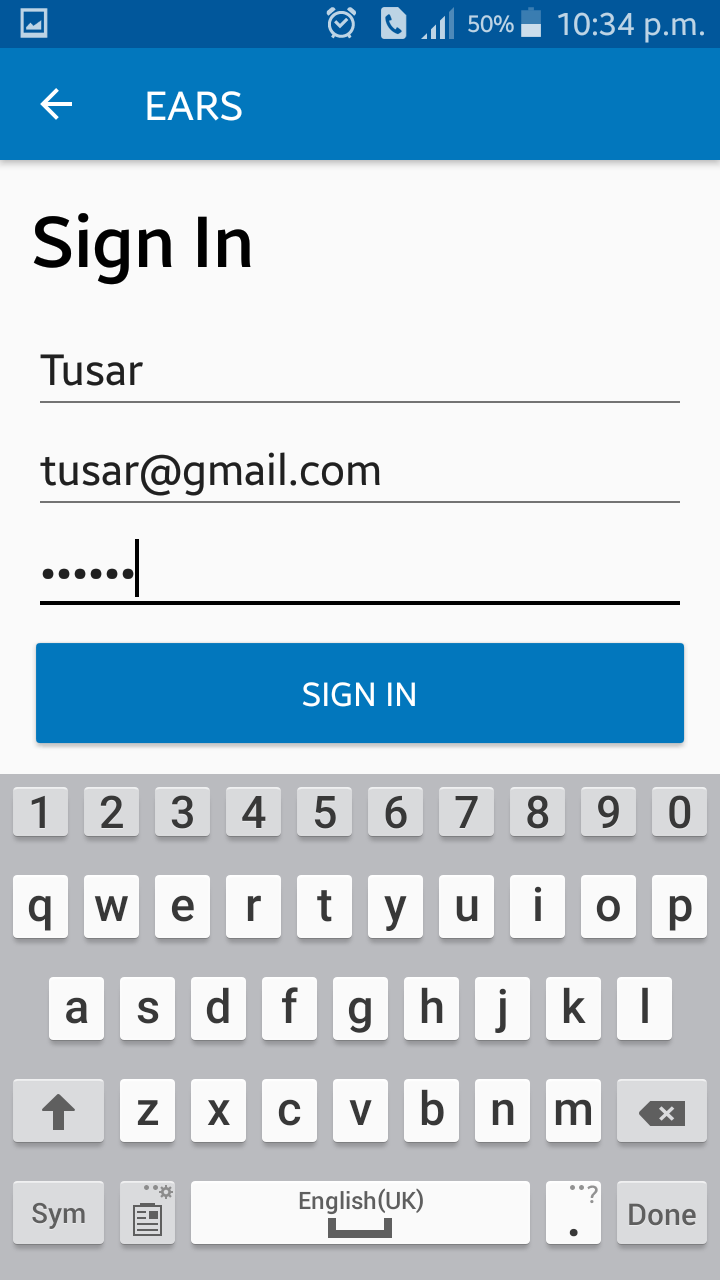 50% 10:34 p.m.
EARS
Sign In
Tusar
tusar@gmail.com
••••••
SIGN IN
1 2 3 4 5 6 7 8 9 0
q w e r t y u i o p
a s d f g h j k l
z x c v b n m
Sym English(UK) . ? Done